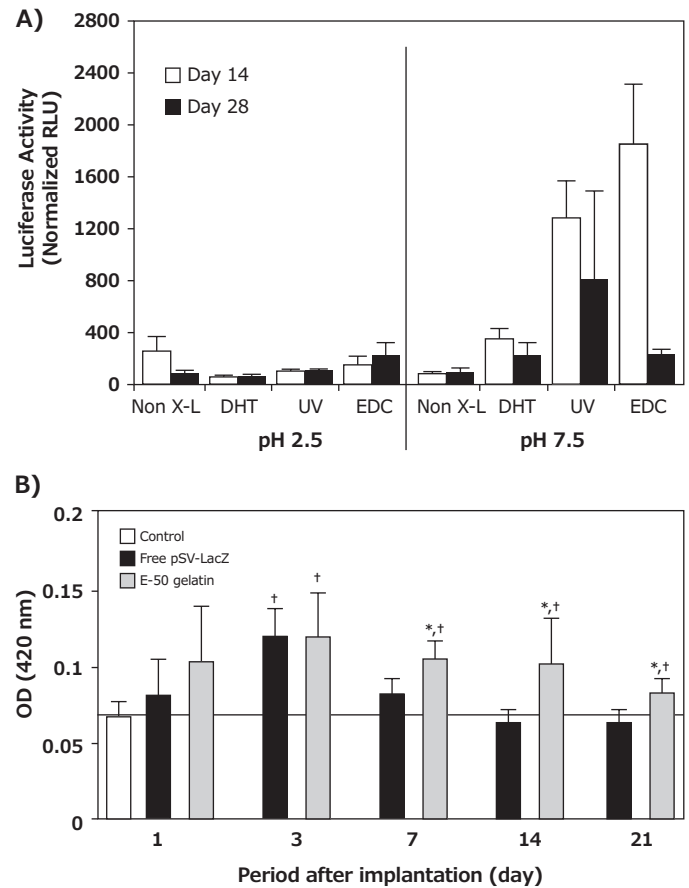 A)
2800
2400
2000
1600
1200
800
400
0
Luciferase Activity
(Normalized RLU)
Day 14
Day 28
Non X-L DHT UV EDC Non X-L DHT UV EDC
pH 2.5 pH 7.5
B)
0.2
0.15
0.1
0.05
0
OD (420 nm)
Control
Free pSV-LacZ
E-50 gelatin
† † *,† *,† *,†
1 3 7 14 21
Period after implantation (day)